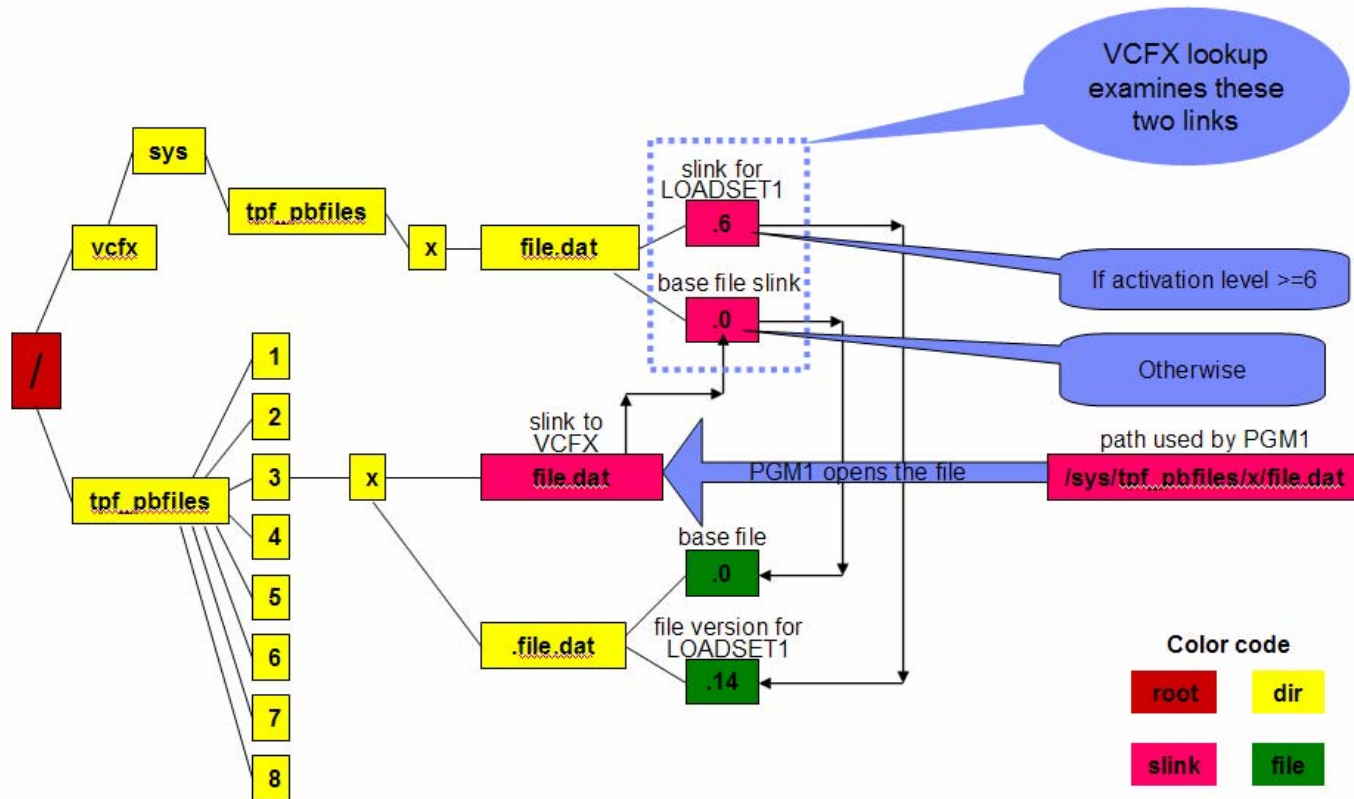 VCFX lookup
examines these
two links
sys
slink for
LOADSET1
tpf_pbfiles
.6
vcfx
x
file.dat
If activation level >=6
base file slink
.0
/
1
Otherwise
2
slink to
VCFX
path used by PGM1
3
x
file.dat
PGM1 opens the file
/sys/tpf_pbfiles/x/file.dat
tpf_pbfiles
4
base file
.0
5
file version for
LOADSET1
6
.file.dat
.14
Color code
7
root
dir
8
slink
file